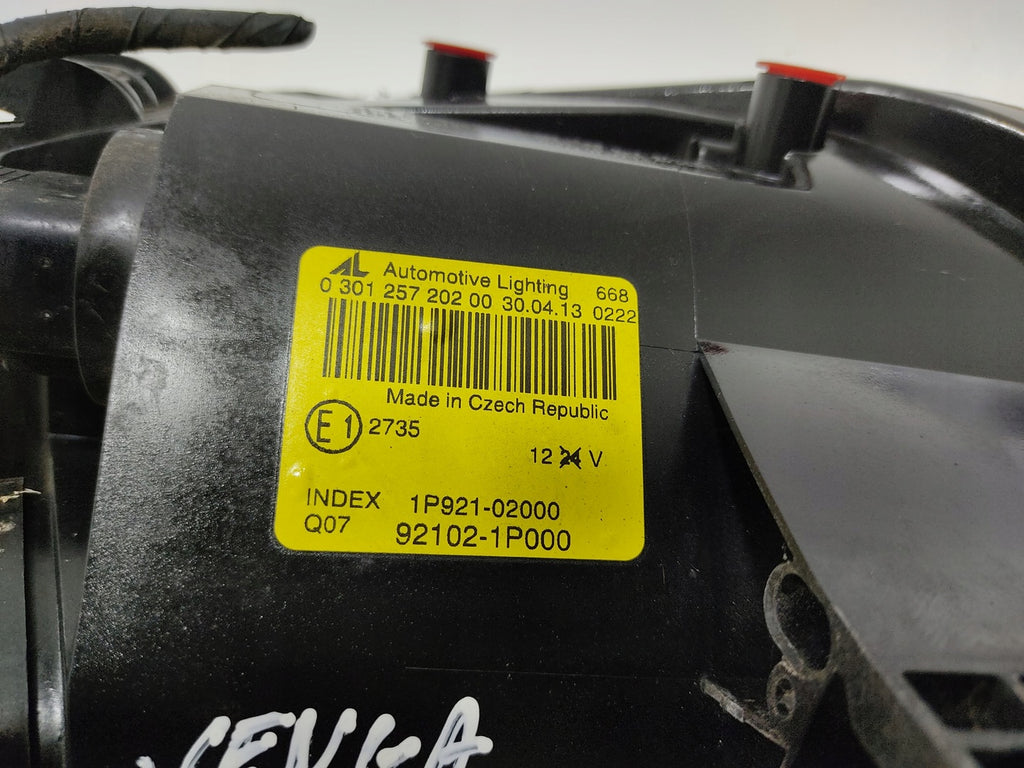 AL Automotive Lighting 668
0 301 257 202 00 30.04.13 0222
Made in Czech Republic
E1 2735
12 24 V
INDEX 1P921-02000
Q07 92102-1P000
VENGA